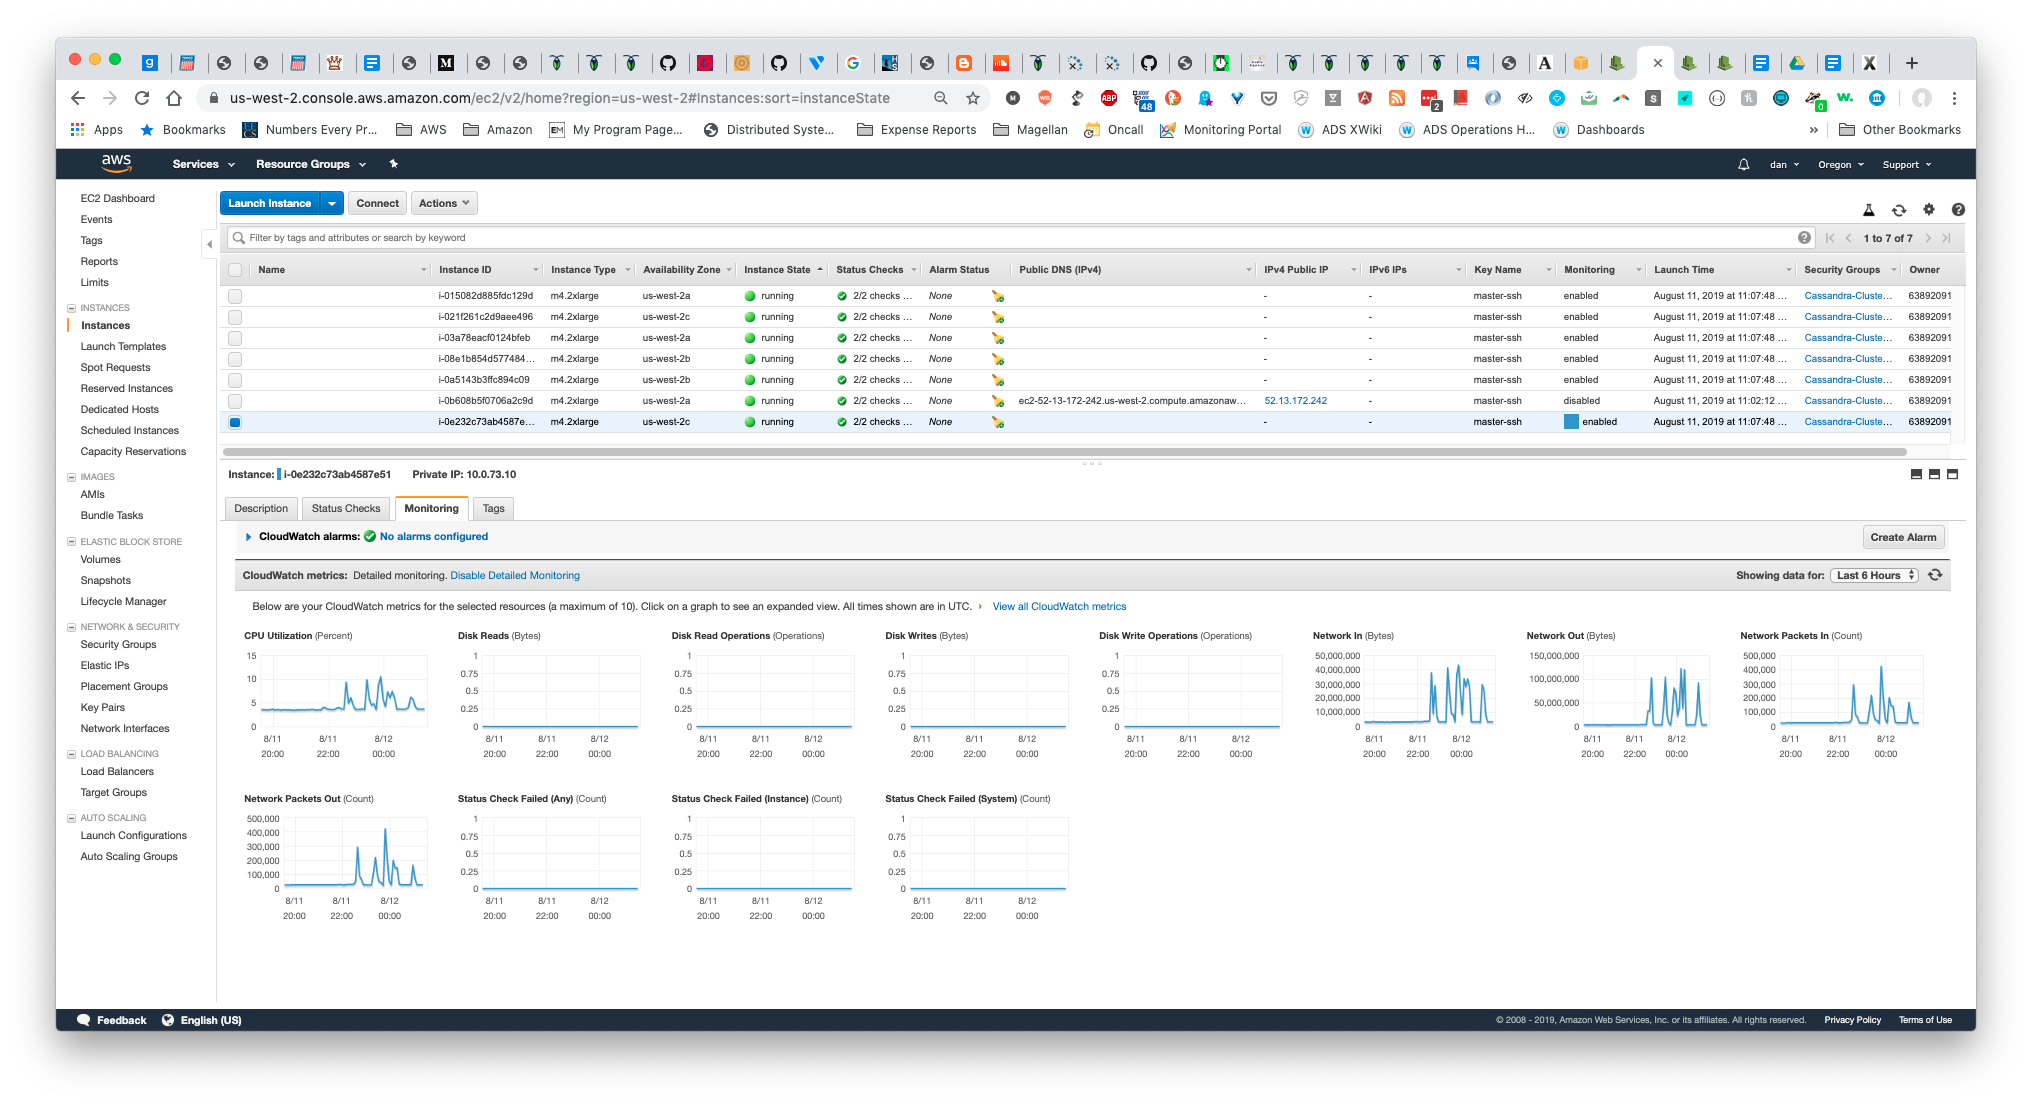 us-west-2.console.aws.amazon.com/ec2/v2/home?region=us-west-2#Instances:sort=instanceState
Apps Bookmarks Numbers Every Pr... AWS Amazon My Program Page... Distributed Syste... Expense Reports Magellan Oncall Monitoring Portal ADS XWiki ADS Operations H... Dashboards » Other Bookmarks
aws Services Resource Groups dan Oregon Support
EC2 Dashboard
Events
Tags
Reports
Limits
INSTANCES
Instances
Launch Templates
Spot Requests
Reserved Instances
Dedicated Hosts
Scheduled Instances
Capacity Reservations
IMAGES
AMIs
Bundle Tasks
ELASTIC BLOCK STORE
Volumes
Snapshots
Lifecycle Manager
NETWORK & SECURITY
Security Groups
Elastic IPs
Placement Groups
Key Pairs
Network Interfaces
LOAD BALANCING
Load Balancers
Target Groups
AUTO SCALING
Launch Configurations
Auto Scaling Groups
Launch Instance Connect Actions
Filter by tags and attributes or search by keyword 1 to 7 of 7
Name Instance ID Instance Type Availability Zone Instance State Status Checks Alarm Status Public DNS (IPv4) IPv4 Public IP IPv6 IPs Key Name Monitoring Launch Time Security Groups Owner
i-015082d885fdc129d m4.2xlarge us-west-2a running 2/2 checks ... None - - master-ssh enabled August 11, 2019 at 11:07:48 ... Cassandra-Cluste... 63892091
i-021f261c2d9aee496 m4.2xlarge us-west-2c running 2/2 checks ... None - - master-ssh enabled August 11, 2019 at 11:07:48 ... Cassandra-Cluste... 63892091
i-03a78eacf0124bfeb m4.2xlarge us-west-2a running 2/2 checks ... None - - master-ssh enabled August 11, 2019 at 11:07:48 ... Cassandra-Cluste... 63892091
i-08e1b854d577484... m4.2xlarge us-west-2b running 2/2 checks ... None - - master-ssh enabled August 11, 2019 at 11:07:48 ... Cassandra-Cluste... 63892091
i-0a5143b3ffc894c09 m4.2xlarge us-west-2b running 2/2 checks ... None - - master-ssh enabled August 11, 2019 at 11:07:48 ... Cassandra-Cluste... 63892091
i-0b608b5f0706a2c9d m4.2xlarge us-west-2a running 2/2 checks ... None ec2-52-13-172-242.us-west-2.compute.amazonaw... 52.13.172.242 - master-ssh disabled August 11, 2019 at 11:02:12 ... Cassandra-Cluste... 63892091
i-0e232c73ab4587e... m4.2xlarge us-west-2c running 2/2 checks ... None - - master-ssh enabled August 11, 2019 at 11:07:48 ... Cassandra-Cluste... 63892091
Instance: i-0e232c73ab4587e51 Private IP: 10.0.73.10
Description Status Checks Monitoring Tags
CloudWatch alarms: No alarms configured Create Alarm
CloudWatch metrics: Detailed monitoring. Disable Detailed Monitoring Showing data for: Last 6 Hours
Below are your CloudWatch metrics for the selected resources (a maximum of 10). Click on a graph to see an expanded view. All times shown are in UTC. › View all CloudWatch metrics
CPU Utilization (Percent)
15
10
5
0
8/11 8/11 8/12
20:00 22:00 00:00
Disk Reads (Bytes)
1
0.75
0.5
0.25
0
8/11 8/11 8/12
20:00 22:00 00:00
Disk Read Operations (Operations)
1
0.75
0.5
0.25
0
8/11 8/11 8/12
20:00 22:00 00:00
Disk Writes (Bytes)
1
0.75
0.5
0.25
0
8/11 8/11 8/12
20:00 22:00 00:00
Disk Write Operations (Operations)
1
0.75
0.5
0.25
0
8/11 8/11 8/12
20:00 22:00 00:00
Network In (Bytes)
50,000,000
40,000,000
30,000,000
20,000,000
10,000,000
0
8/11 8/11 8/12
20:00 22:00 00:00
Network Out (Bytes)
150,000,000
100,000,000
50,000,000
0
8/11 8/11 8/12
20:00 22:00 00:00
Network Packets In (Count)
500,000
400,000
300,000
200,000
100,000
0
8/11 8/11 8/12
20:00 22:00 00:00
Network Packets Out (Count)
500,000
400,000
300,000
200,000
100,000
0
8/11 8/11 8/12
20:00 22:00 00:00
Status Check Failed (Any) (Count)
1
0.75
0.5
0.25
0
8/11 8/11 8/12
20:00 22:00 00:00
Status Check Failed (Instance) (Count)
1
0.75
0.5
0.25
0
8/11 8/11 8/12
20:00 22:00 00:00
Status Check Failed (System) (Count)
1
0.75
0.5
0.25
0
8/11 8/11 8/12
20:00 22:00 00:00
Feedback English (US) © 2008 - 2019, Amazon Web Services, Inc. or its affiliates. All rights reserved. Privacy Policy Terms of Use